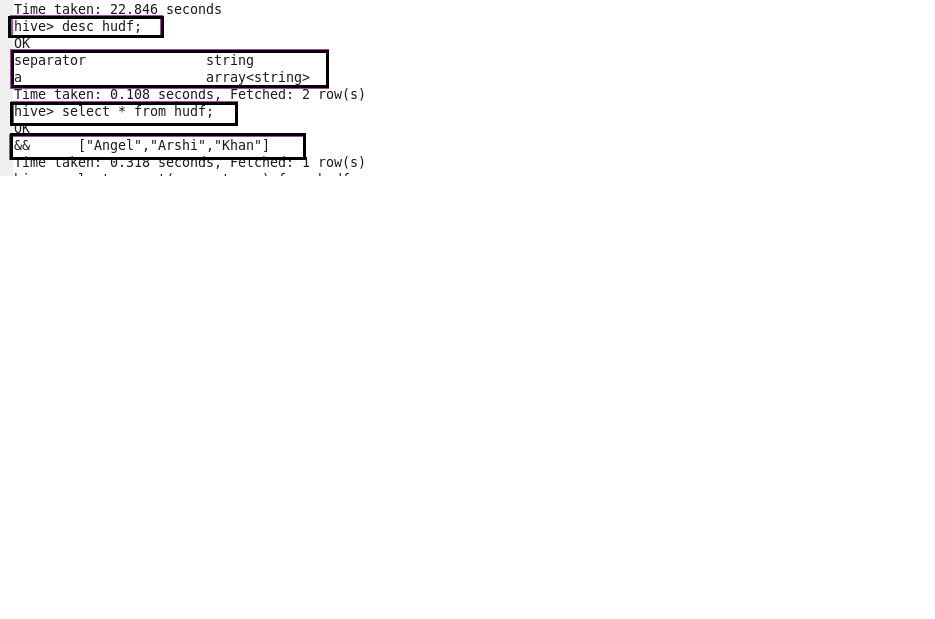 Time taken: 22.846 seconds
hive> desc hudf;
OK
separator string
a array<string>
Time taken: 0.108 seconds, Fetched: 2 row(s)
hive> select * from hudf;
OK
&& ["Angel","Arshi","Khan"]
Time taken: 0.318 seconds, Fetched: 1 row(s)